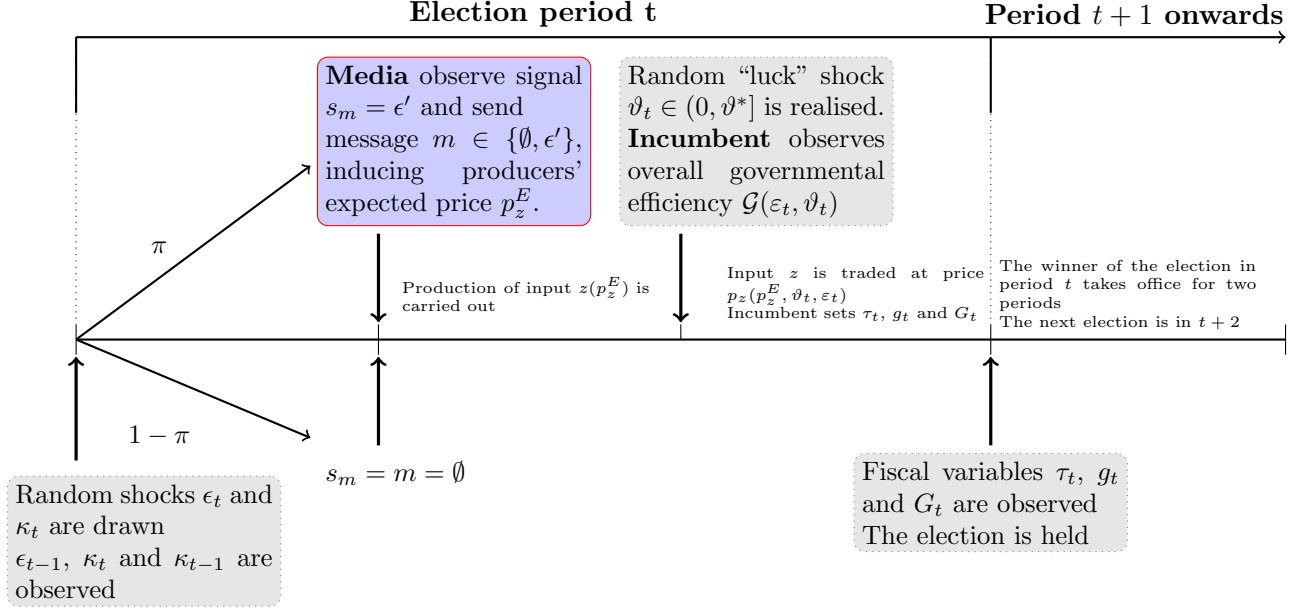 Election period t
Period t + 1 onwards
Media observe signal
s_m = ϵ′ and send
message m ∈ {∅, ϵ′},
inducing producers'
expected price p_z^E.
Random “luck” shock
ϑ_t ∈ (0, ϑ*] is realised.
Incumbent observes
overall governmental
efficiency 𝒢(ε_t, ϑ_t)
π
Production of input z(p_z^E) is
carried out
Input z is traded at price
p_z(p_z^E, ϑ_t, ε_t)
Incumbent sets τ_t, g_t and G_t
The winner of the election in
period t takes office for two
periods
The next election is in t + 2
1 − π
s_m = m = ∅
Random shocks ϵ_t and
κ_t are drawn
ϵ_{t−1}, κ_t and κ_{t−1} are
observed
Fiscal variables τ_t, g_t
and G_t are observed
The election is held